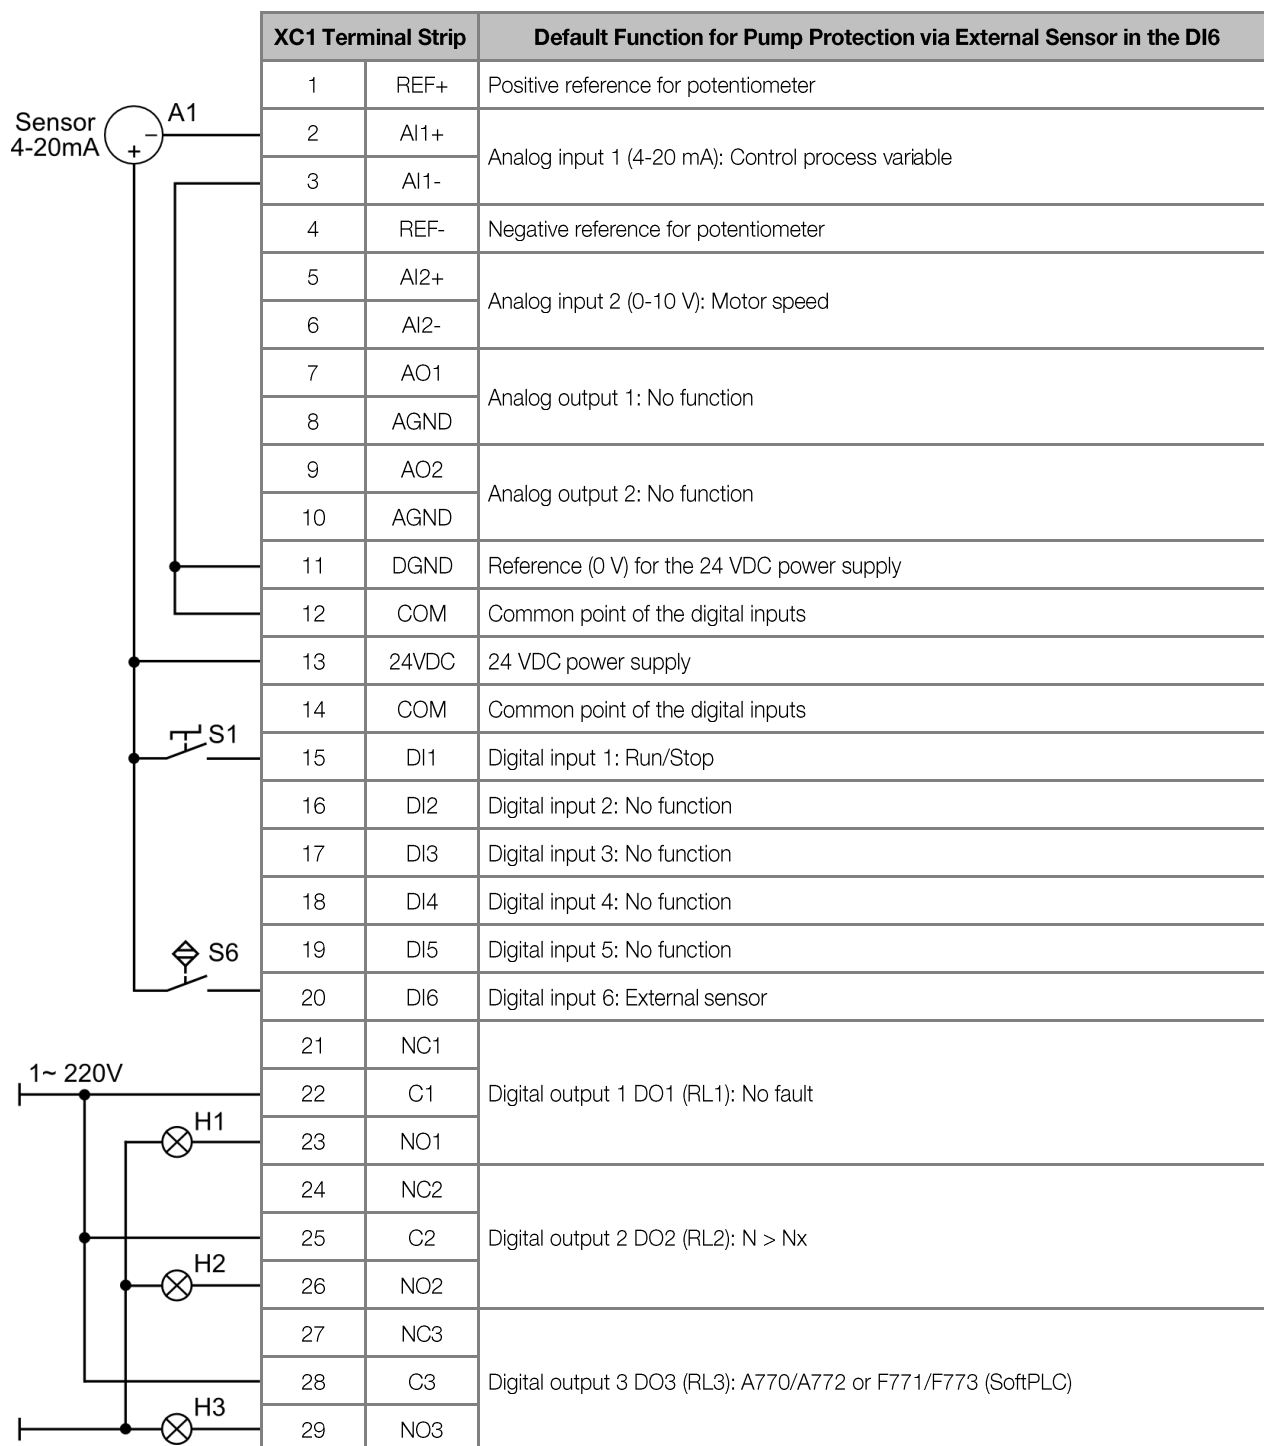 XC1 Terminal Strip Default Function for Pump Protection via External Sensor in the DI6
1 REF+ Positive reference for potentiometer
Sensor 4-20mA
+
−
A1
2 AI1+ Analog input 1 (4-20 mA): Control process variable
3 AI1-
4 REF- Negative reference for potentiometer
5 AI2+ Analog input 2 (0-10 V): Motor speed
6 AI2-
7 AO1 Analog output 1: No function
8 AGND
9 AO2 Analog output 2: No function
10 AGND
11 DGND Reference (0 V) for the 24 VDC power supply
12 COM Common point of the digital inputs
13 24VDC 24 VDC power supply
14 COM Common point of the digital inputs
S1
15 DI1 Digital input 1: Run/Stop
16 DI2 Digital input 2: No function
17 DI3 Digital input 3: No function
18 DI4 Digital input 4: No function
19 DI5 Digital input 5: No function
S6
20 DI6 Digital input 6: External sensor
21 NC1
1~ 220V
22 C1 Digital output 1 DO1 (RL1): No fault
H1
23 NO1
24 NC2
25 C2 Digital output 2 DO2 (RL2): N > Nx
H2
26 NO2
27 NC3
28 C3 Digital output 3 DO3 (RL3): A770/A772 or F771/F773 (SoftPLC)
H3
29 NO3